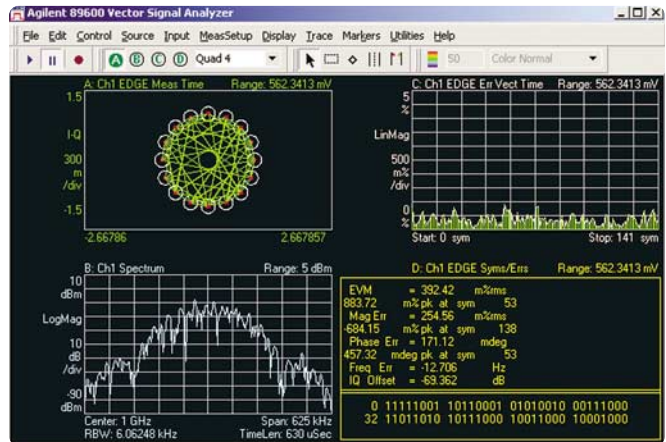 Agilent 89600 Vector Signal Analyzer
File Edit Control Source Input MeasSetup Display Trace Markers Utilities Help
A B C D Quad 4 50 Color Normal
A: Ch1 EDGE Meas Time Range: 562.3413 mV
1.5
I-Q
300
m
/div
-1.5
-2.66786 2.667857
C: Ch1 EDGE Err Vect Time Range: 562.3413 mV
5
%
LinMag
500
m%
/div
0
%
Start: 0 sym Stop: 141 sym
B: Ch1 Spectrum Range: 5 dBm
10
dBm
LogMag
10
dB
/div
-90
dBm
Center: 1 GHz Span: 625 kHz
RBW: 6.06248 kHz TimeLen: 630 uSec
D: Ch1 EDGE Syms/Errs Range: 562.3413 mV
EVM = 392.42 m%rms
883.72 m%pk at sym 53
Mag Err = 254.56 m%rms
-684.15 m%pk at sym 138
Phase Err = 171.12 mdeg
457.32 mdeg pk at sym 53
Freq Err = -12.706 Hz
IQ Offset = -69.362 dB
0 11111001 10110001 01010010 00111000
32 11011010 10111000 10011000 10001000